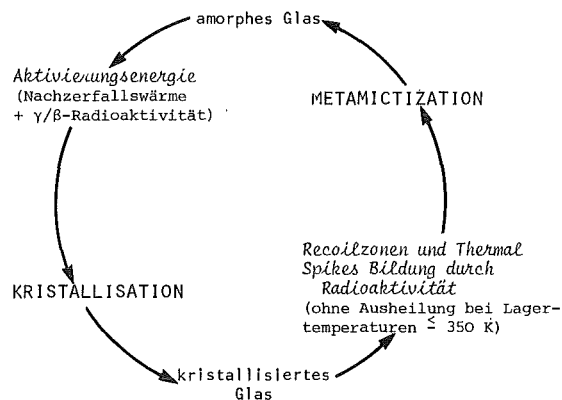 amorphes Glas
Aktivierungsenergie
(Nachzerfallswärme
+ γ/β-Radioaktivität)
METAMICTIZATION
Recoilzonen und Thermal
Spikes Bildung durch
Radioaktivität
(ohne Ausheilung bei Lager-
temperaturen ≤ 350 K)
KRISTALLISATION
kristallisiertes
Glas